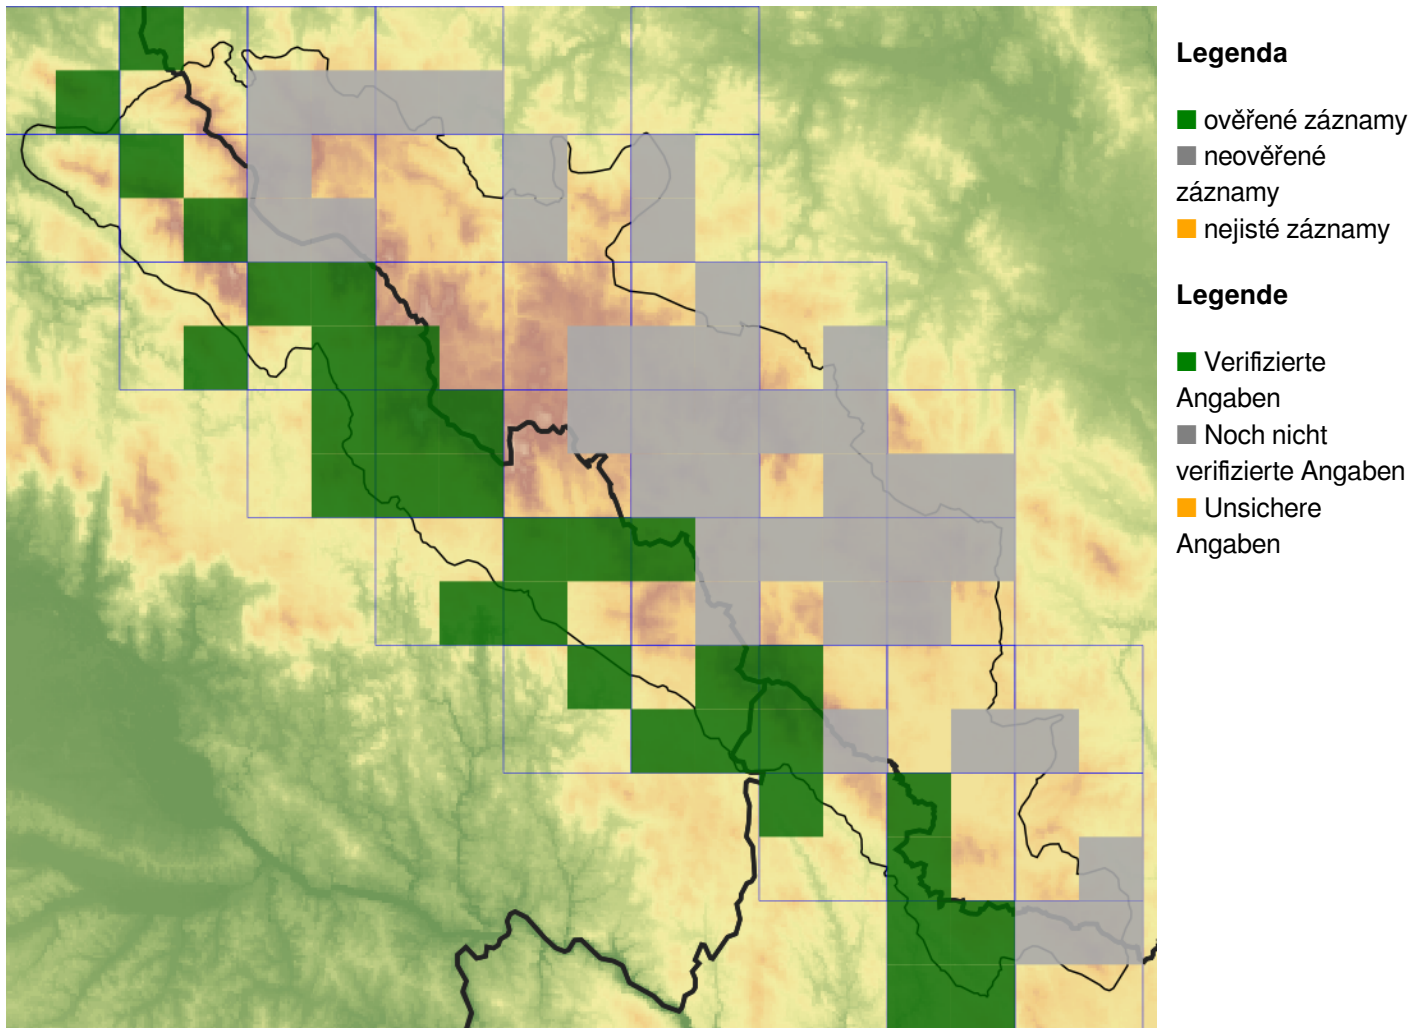 Legenda
ověřené záznamy
neověřené
záznamy
nejisté záznamy
Legende
Verifizierte
Angaben
Noch nicht
verifizierte Angaben
Unsichere
Angaben